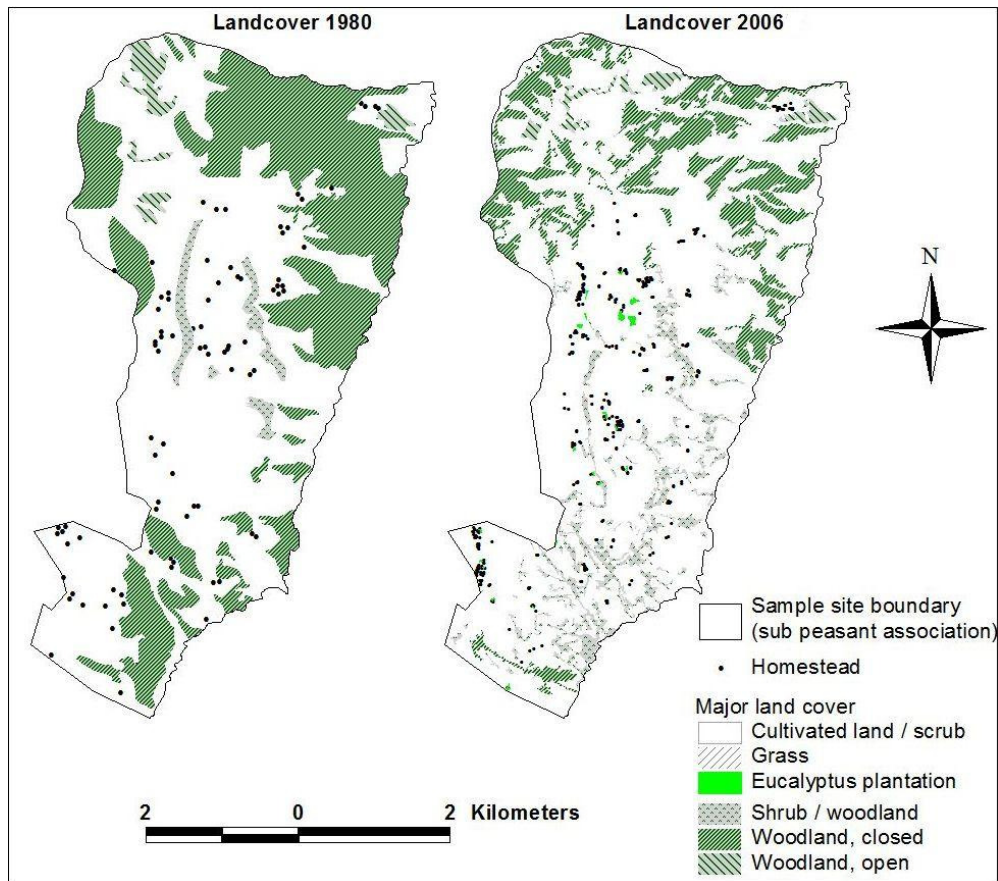 Landcover 1980
Landcover 2006
N
Sample site boundary
(sub peasant association)
Homestead
Major land cover
Cultivated land / scrub
Grass
Eucalyptus plantation
Shrub / woodland
Woodland, closed
Woodland, open
2 0 2 Kilometers